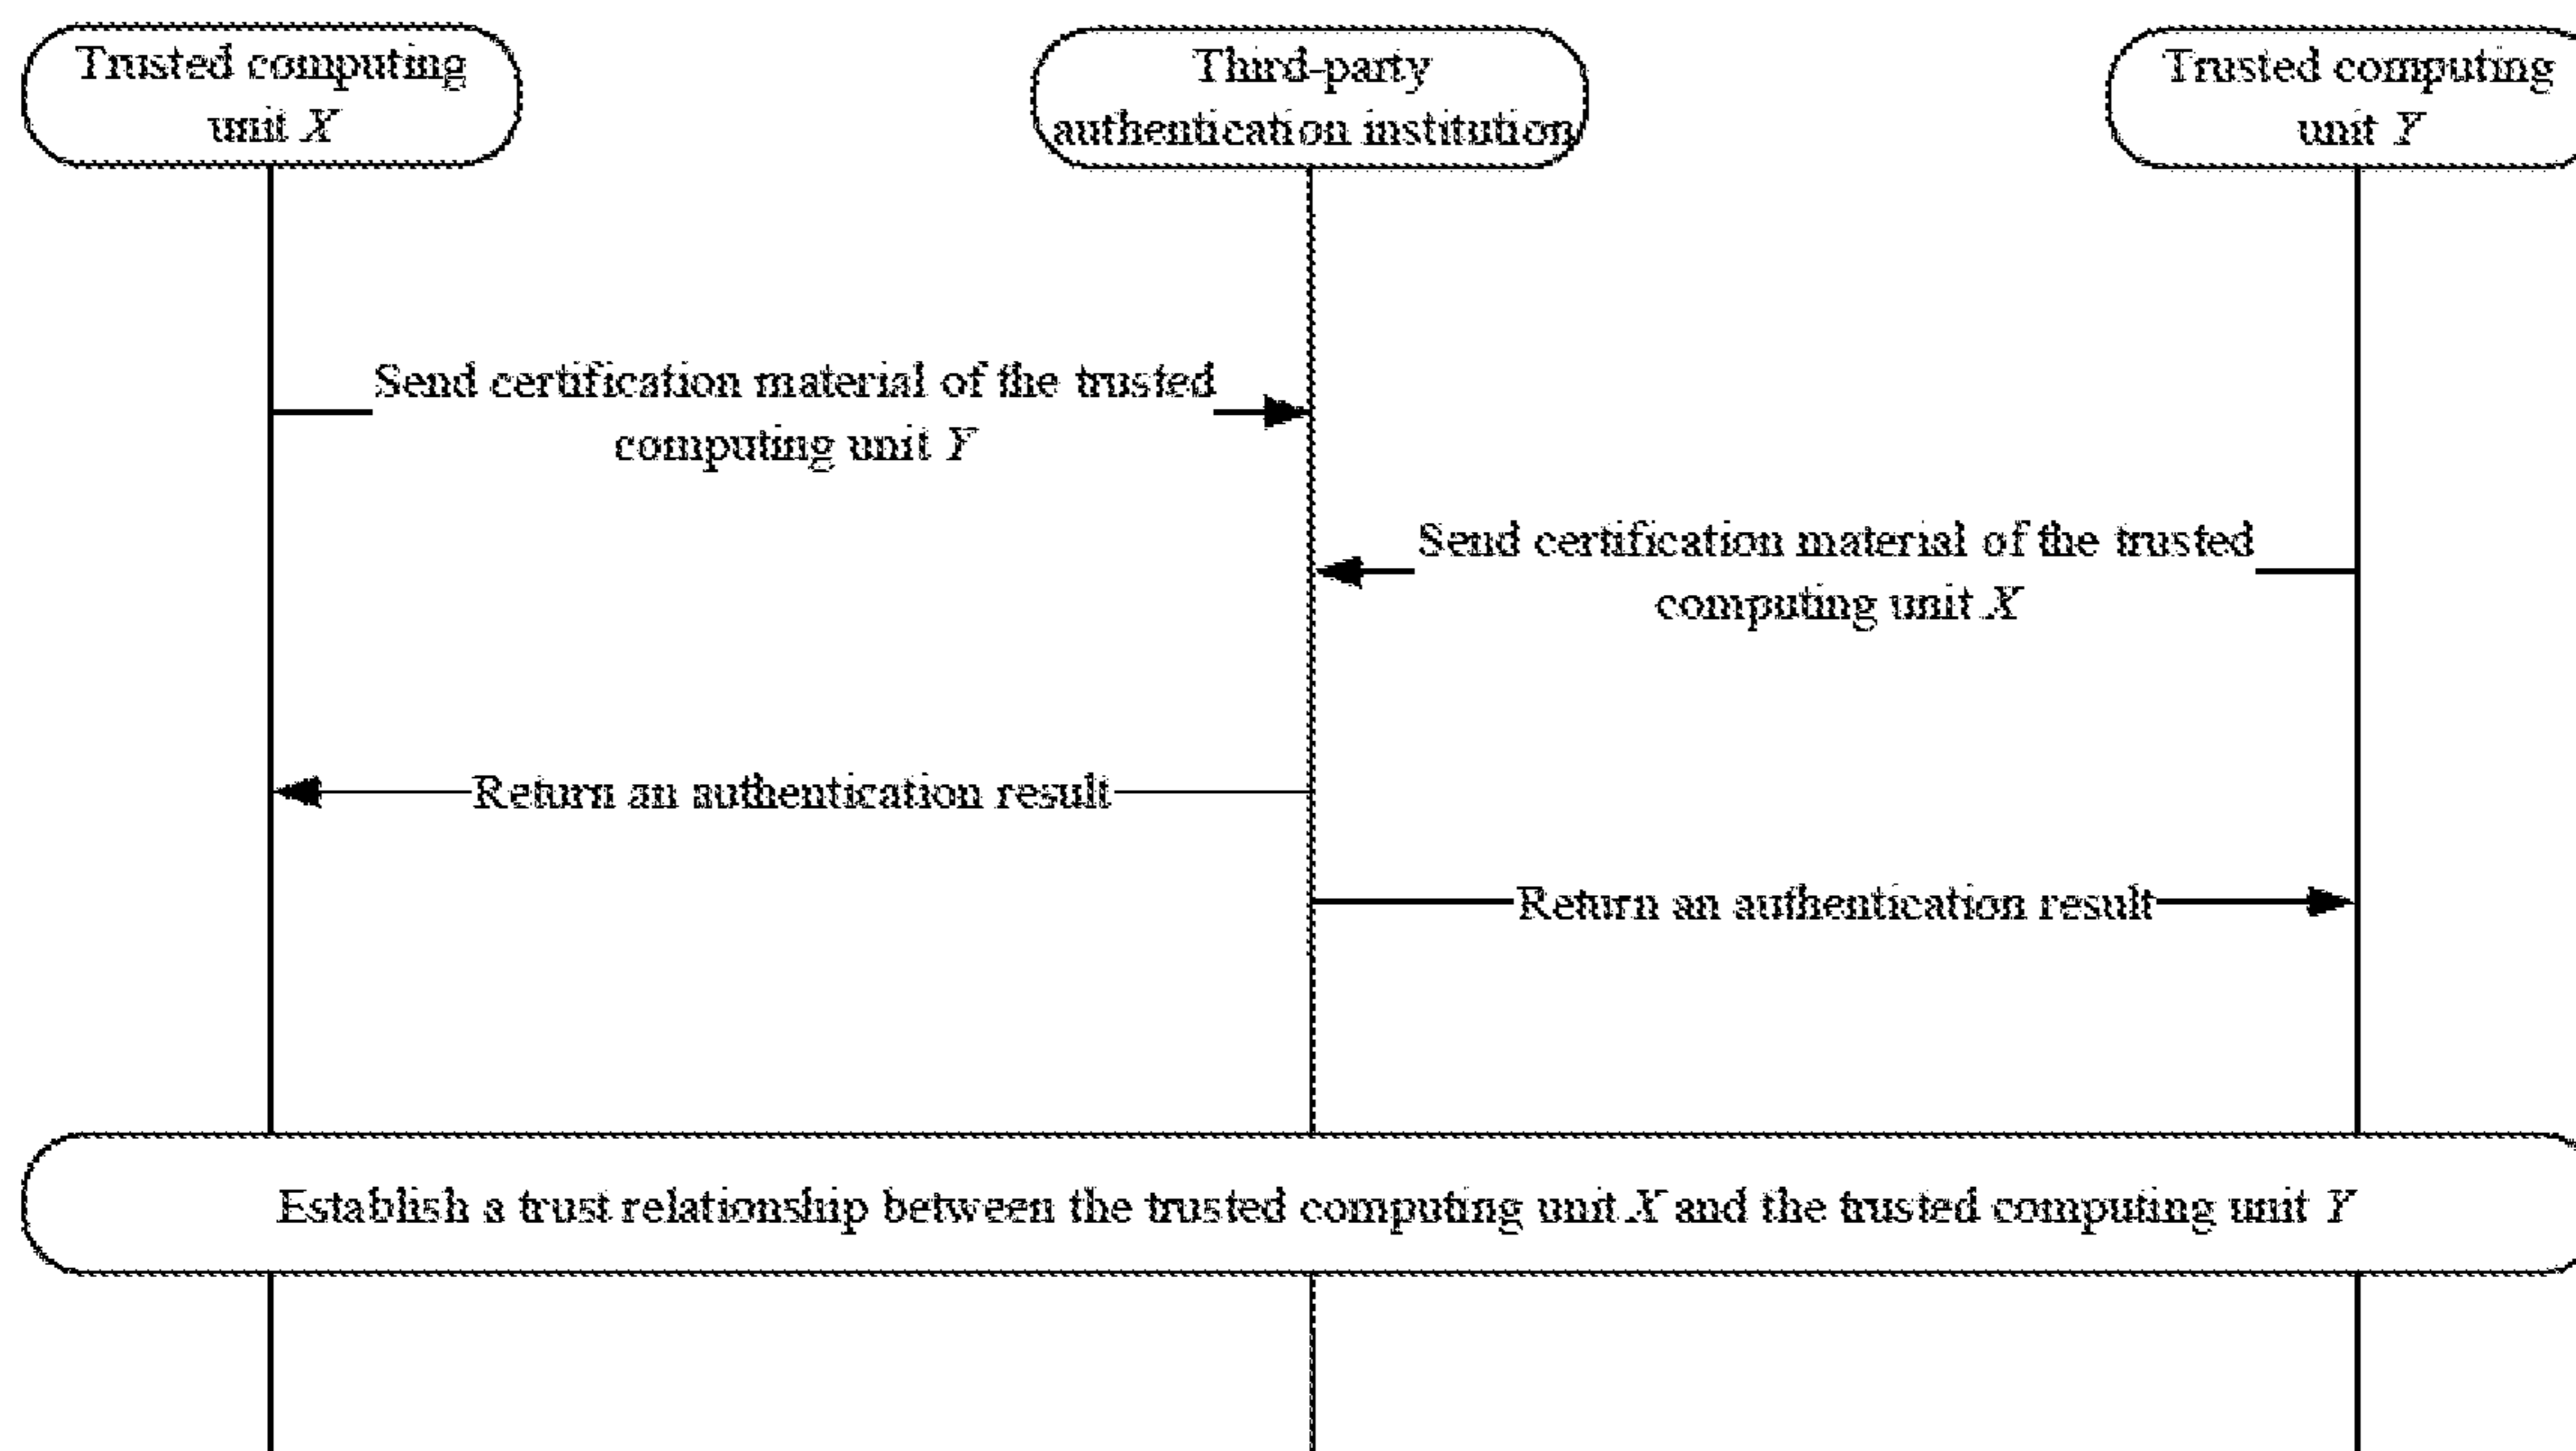 Trusted computing
unit X
Third-party
authentication institution
Trusted computing
unit Y
Send certification material of the trusted
computing unit Y
Send certification material of the trusted
computing unit X
Return an authentication result
Return an authentication result
Establish a trust relationship between the trusted computing unit X and the trusted computing unit Y